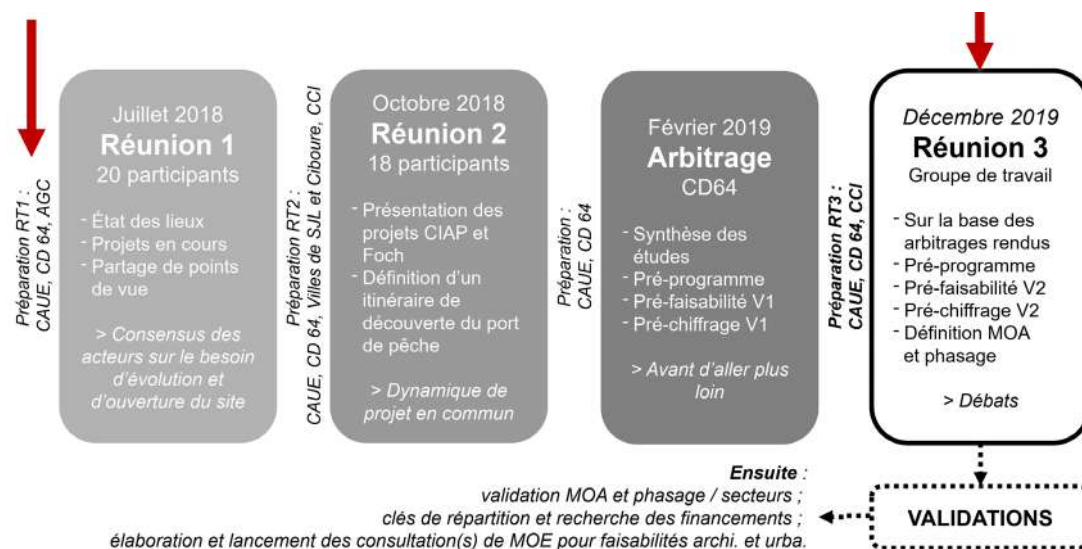 Préparation RT1 :
CAUE, CD 64, AGC
Juillet 2018
Réunion 1
20 participants
- État des lieux
- Projets en cours
- Partage de points
de vue
> Consensus des
acteurs sur le besoin
d'évolution et
d'ouverture du site
Préparation RT2 :
CAUE, CD 64, Villes de SJL et Ciboure, CCI
Octobre 2018
Réunion 2
18 participants
- Présentation des
projets CIAP et
Foch
- Définition d'un
itinéraire de
découverte du port
de pêche
> Dynamique de
projet en commun
Préparation :
CAUE, CD 64
Février 2019
Arbitrage
CD64
- Synthèse des
études
- Pré-programme
- Pré-faisabilité V1
- Pré-chiffrage V1
> Avant d'aller plus
loin
Préparation RT3 :
CAUE, CD 64, CCI
Décembre 2019
Réunion 3
Groupe de travail
- Sur la base des
arbitrages rendus
- Pré-programme
- Pré-faisabilité V2
- Pré-chiffrage V2
- Définition MOA
et phasage
> Débats
VALIDATIONS
Ensuite :
validation MOA et phasage / secteurs ;
clés de répartition et recherche des financements ;
élaboration et lancement des consultation(s) de MOE pour faisabilités archi. et urba.